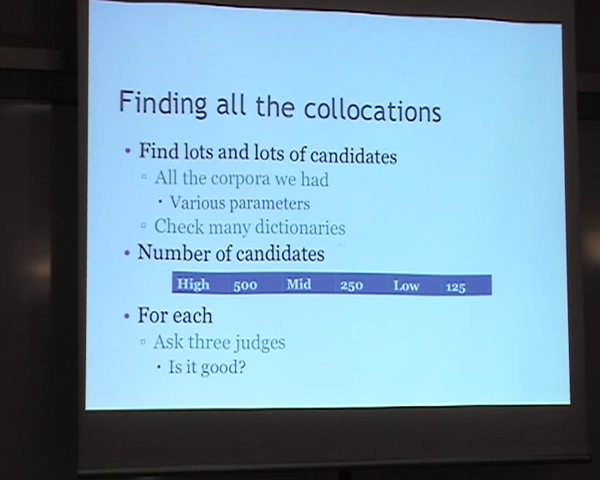 Finding all the collocations
• Find lots and lots of candidates
▫ All the corpora we had
• Various parameters
▫ Check many dictionaries
• Number of candidates
High 500 Mid 250 Low 125
• For each
▫ Ask three judges
• Is it good?